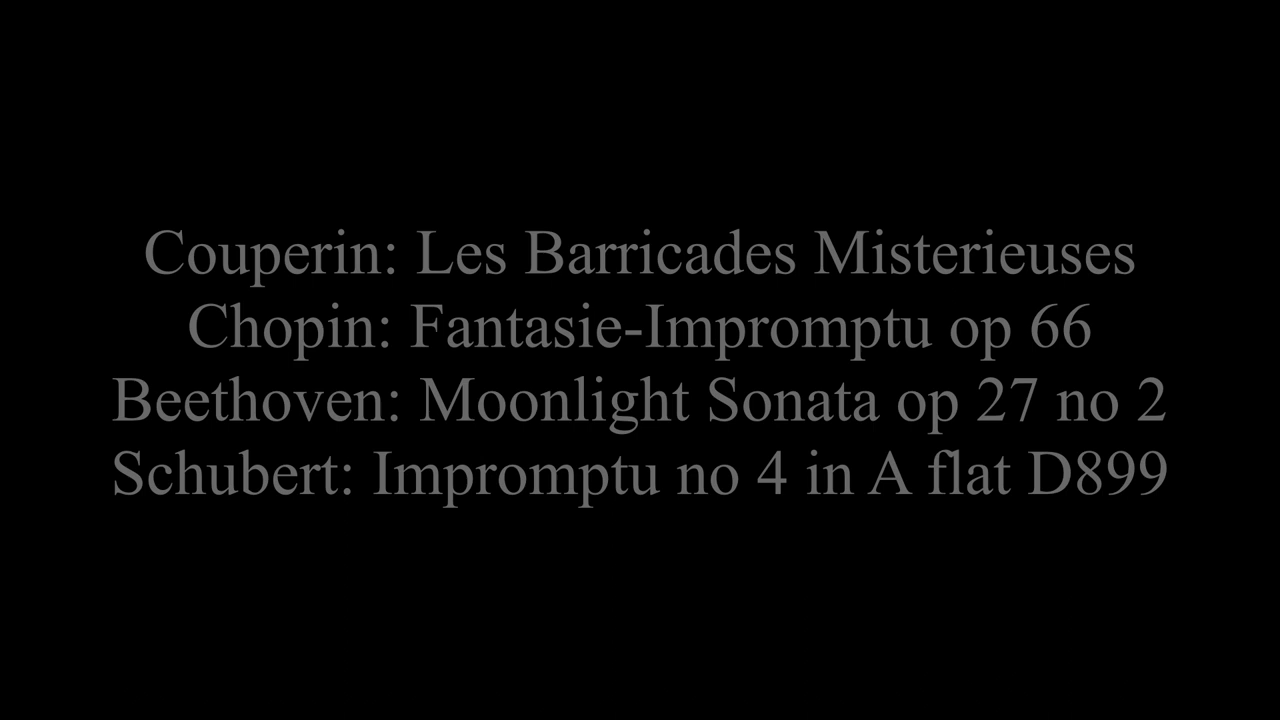 Couperin: Les Barricades Misterieuses
Chopin: Fantasie-Impromptu op 66
Beethoven: Moonlight Sonata op 27 no 2
Schubert: Impromptu no 4 in A flat D899